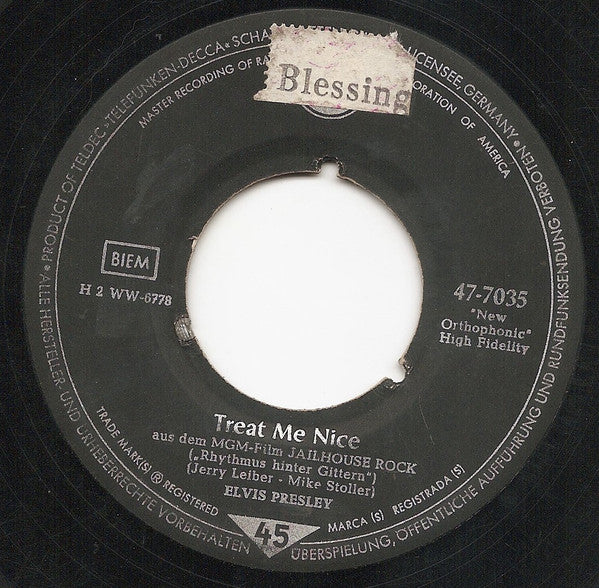 • PRODUCT OF TELDEC • »TELEFUNKEN-DECCA« SCHA
LICENSEE, GERMANY •
MASTER RECORDING OF RA
ORATION OF AMERICA
Blessing
BIEM
H 2 WW-6778
47-7035
"New
Orthophonic"
High Fidelity
Treat Me Nice
aus dem MGM-Film JAILHOUSE ROCK
(„Rhythmus hinter Gittern")
(Jerry Leiber - Mike Stoller)
ELVIS PRESLEY
TRADE MARK(S) ® REGISTERED
MARCA (S) REGISTRADA (S)
45
• ALLE HERSTELLER- UND URHEBERRECHTE VORBEHALTEN
ÜBERSPIELUNG, ÖFFENTLICHE AUFFÜHRUNG UND RUNDFUNKSENDUNG VERBOTEN •